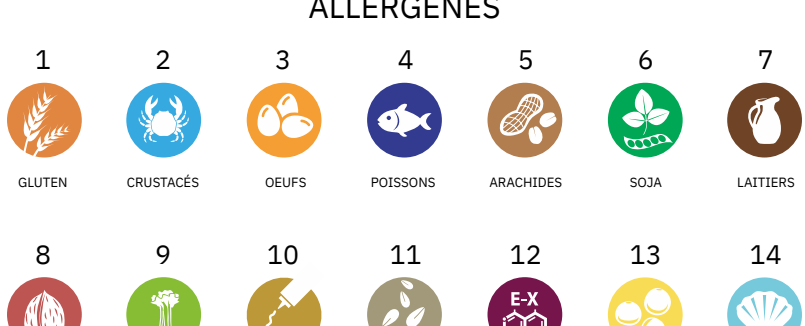 ALLERGÈNES
1 2 3 4 5 6 7
GLUTEN CRUSTACÉS OEUFS POISSONS ARACHIDES SOJA LAITIERS
8 9 10 11 12 13 14
E-X